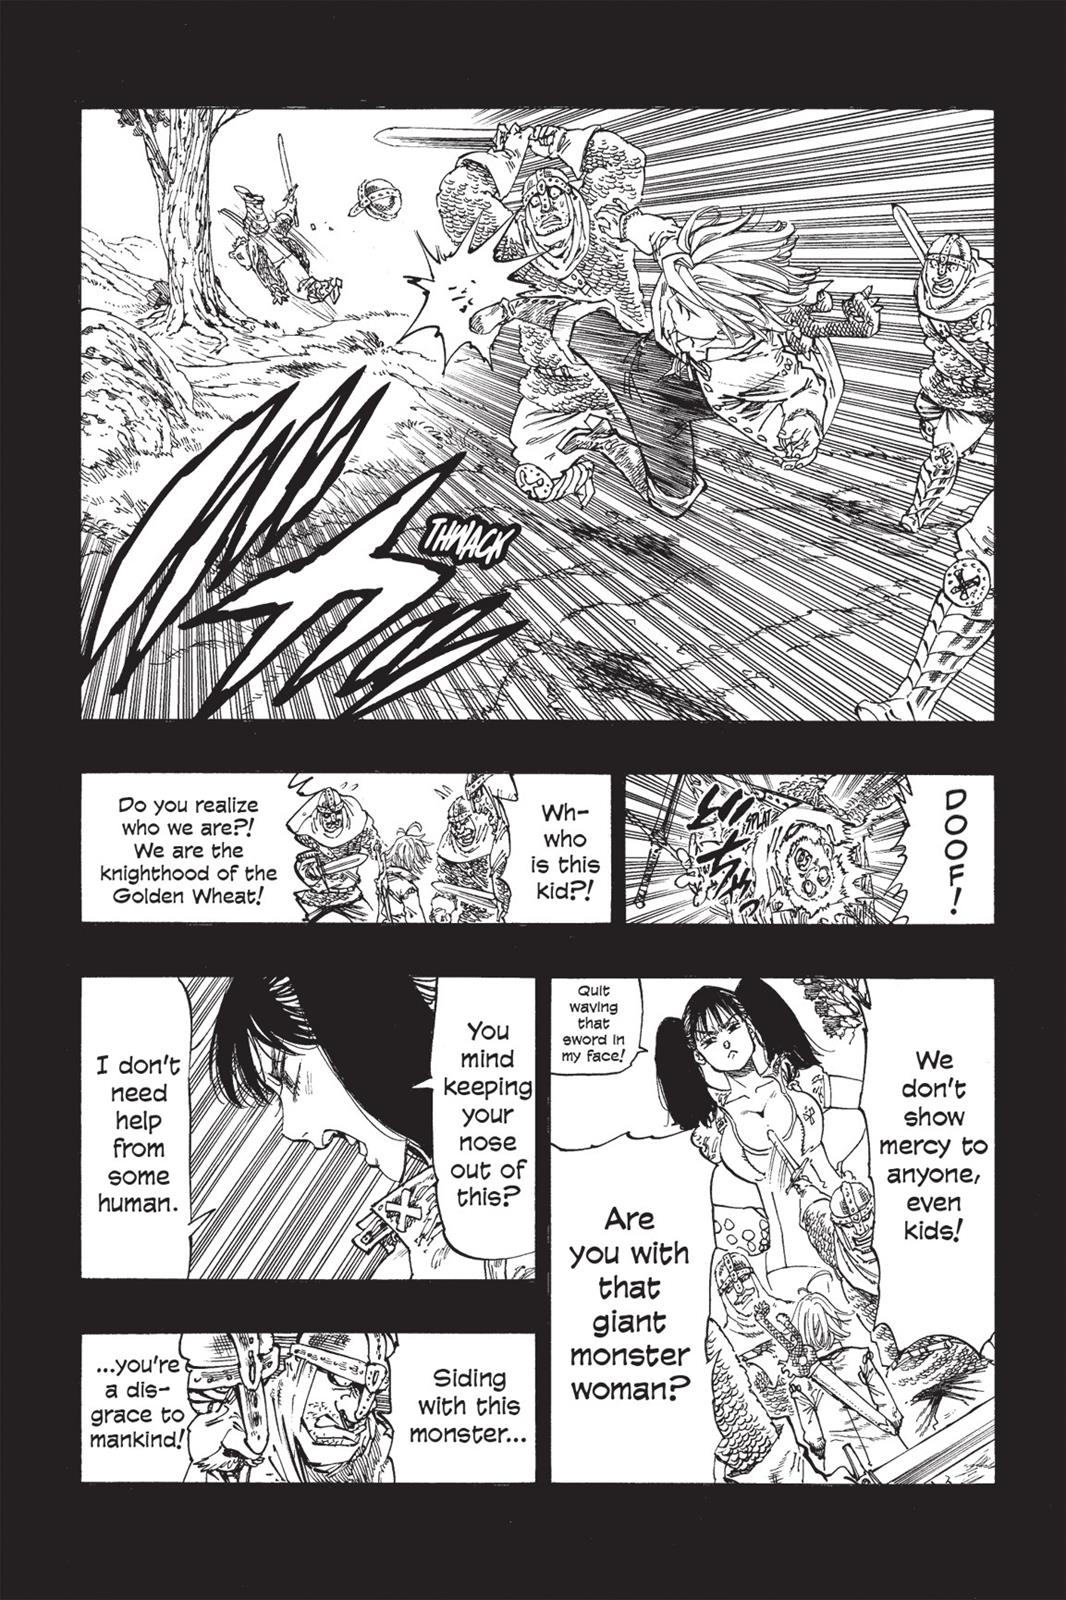 THWACK
DOOF!
SPLAT
Wh-
who
is this
kid?!
Do you realize
who we are?!
We are the
knighthood of the
Golden Wheat!
We
don't
show
mercy to
anyone,
even
kids!
Quit
waving
that
sword in
my face!
Are
you with
that
giant
monster
woman?
You
mind
keeping
your
nose
out of
this?
I don't
need
help
from
some
human.
Siding
with this
monster...
...you're
a dis-
grace to
mankind!